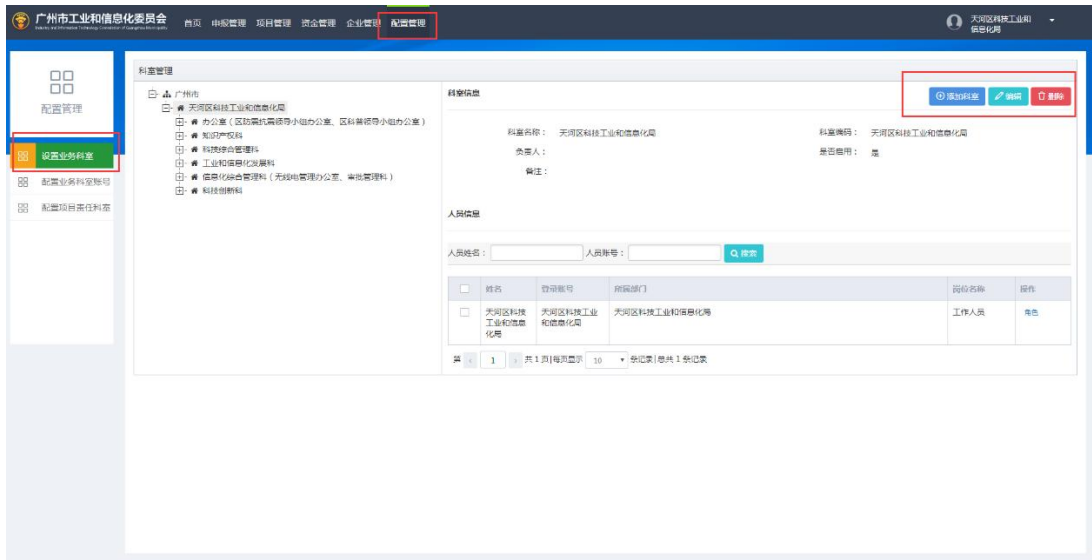 广州市工业和信息化委员会
首页 申报管理 项目管理 资金管理 企业管理 配置管理
天河区科技工业和
信息化局
配置管理
设置业务科室
配置业务科室账号
配置项目责任科室
科室管理
广州市
天河区科技工业和信息化局
办公室(区防震抗震领导小组办公室、区科普领导小组办公室)
知识产权科
科技综合管理科
工业和信息化发展科
信息化综合管理科(无线电管理办公室、审批管理科)
科技创新科
科室信息
添加科室 编辑 删除
科室名称: 天河区科技工业和信息化局 科室编码: 天河区科技工业和信息化局
负责人: 是否启用: 是
备注:
人员信息
人员姓名: 人员账号: 搜索
姓名 登录账号 所属部门 岗位名称 操作
天河区科技 天河区科技工业 天河区科技工业和信息化局 工作人员 角色
工业和信息 和信息化局
化局
第 < 1 > 共1页|每页显示 10 条记录|总共1条记录